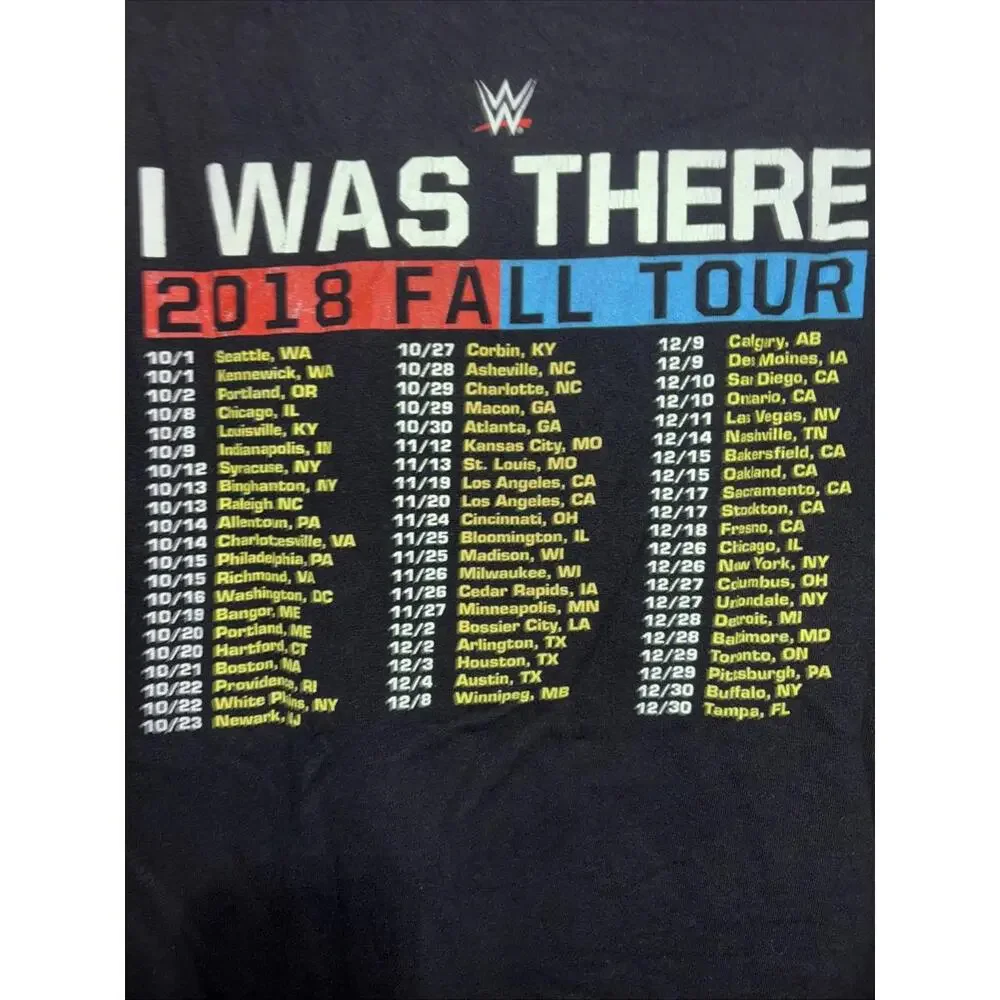 W
I WAS THERE
2018 FALL TOUR
10/1 Seattle, WA
10/1 Kennewick, WA
10/2 Portland, OR
10/8 Chicago, IL
10/8 Louisville, KY
10/9 Indianapolis, IN
10/12 Syracuse, NY
10/13 Binghanton, NY
10/13 Raleigh NC
10/14 Allentown, PA
10/14 Charlottesville, VA
10/15 Philadelphia, PA
10/15 Richmond, VA
10/16 Washington, DC
10/19 Bangor, ME
10/20 Portland, ME
10/20 Hartford, CT
10/21 Boston, MA
10/22 Providence, RI
10/22 White Plains, NY
10/23 Newark, NJ
10/27 Corbin, KY
10/28 Asheville, NC
10/29 Charlotte, NC
10/29 Macon, GA
10/30 Atlanta, GA
11/12 Kansas City, MO
11/13 St. Louis, MO
11/19 Los Angeles, CA
11/20 Los Angeles, CA
11/24 Cincinnati, OH
11/25 Bloomington, IL
11/25 Madison, WI
11/26 Milwaukee, WI
11/26 Cedar Rapids, IA
11/27 Minneapolis, MN
12/2 Bossier City, LA
12/2 Arlington, TX
12/3 Houston, TX
12/4 Austin, TX
12/8 Winnipeg, MB
12/9 Calgary, AB
12/9 Des Moines, IA
12/10 San Diego, CA
12/10 Ontario, CA
12/11 Las Vegas, NV
12/14 Nashville, TN
12/15 Bakersfield, CA
12/15 Oakland, CA
12/17 Sacramento, CA
12/17 Stockton, CA
12/18 Fresno, CA
12/26 Chicago, IL
12/26 New York, NY
12/27 Columbus, OH
12/27 Uniondale, NY
12/28 Detroit, MI
12/28 Baltimore, MD
12/29 Toronto, ON
12/29 Pittsburgh, PA
12/30 Buffalo, NY
12/30 Tampa, FL